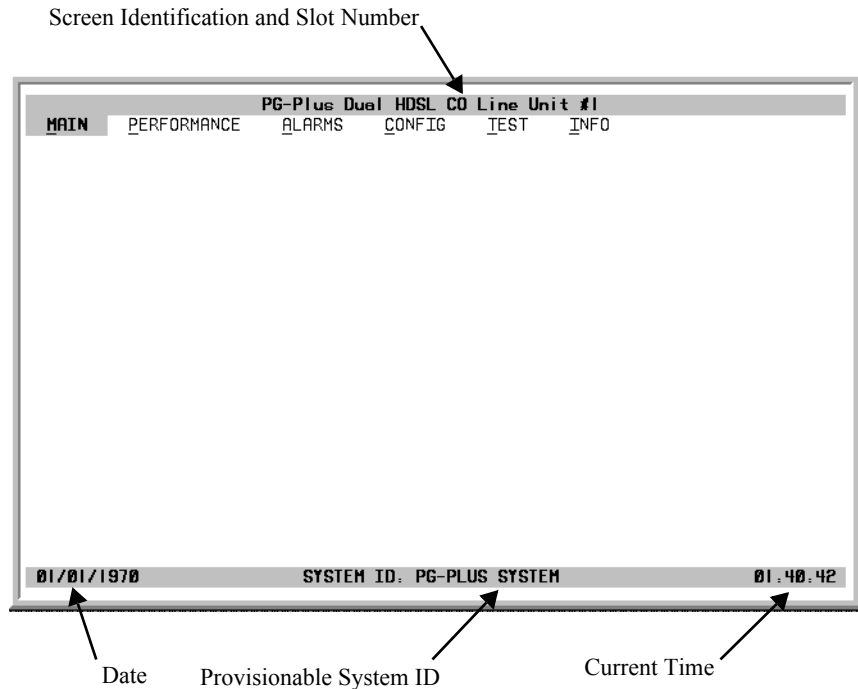 Screen Identification and Slot Number
PG-Plus Dual HDSL CO Line Unit #1
MAIN PERFORMANCE ALARMS CONFIG TEST INFO
01/01/1970 SYSTEM ID: PG-PLUS SYSTEM 01:40:42
Date Provisionable System ID Current Time